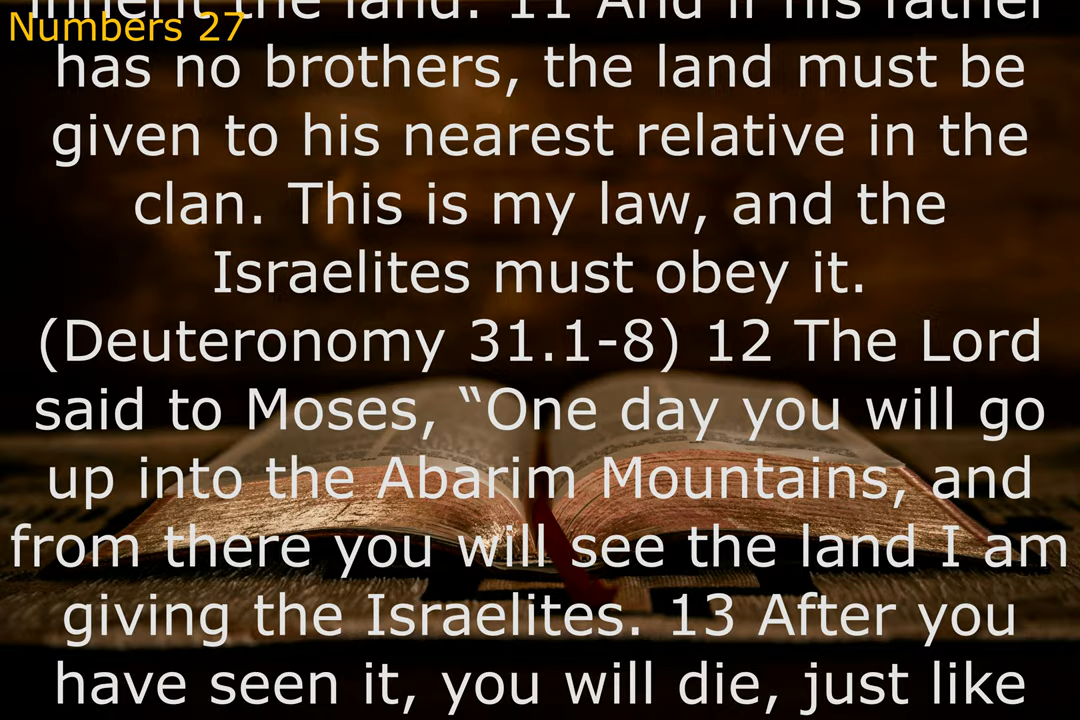 Numbers 27
inherit the land. 11 And if his father
has no brothers, the land must be
given to his nearest relative in the
clan. This is my law, and the
Israelites must obey it.
(Deuteronomy 31.1-8) 12 The Lord
said to Moses, “One day you will go
up into the Abarim Mountains, and
from there you will see the land I am
giving the Israelites. 13 After you
have seen it, you will die, just like